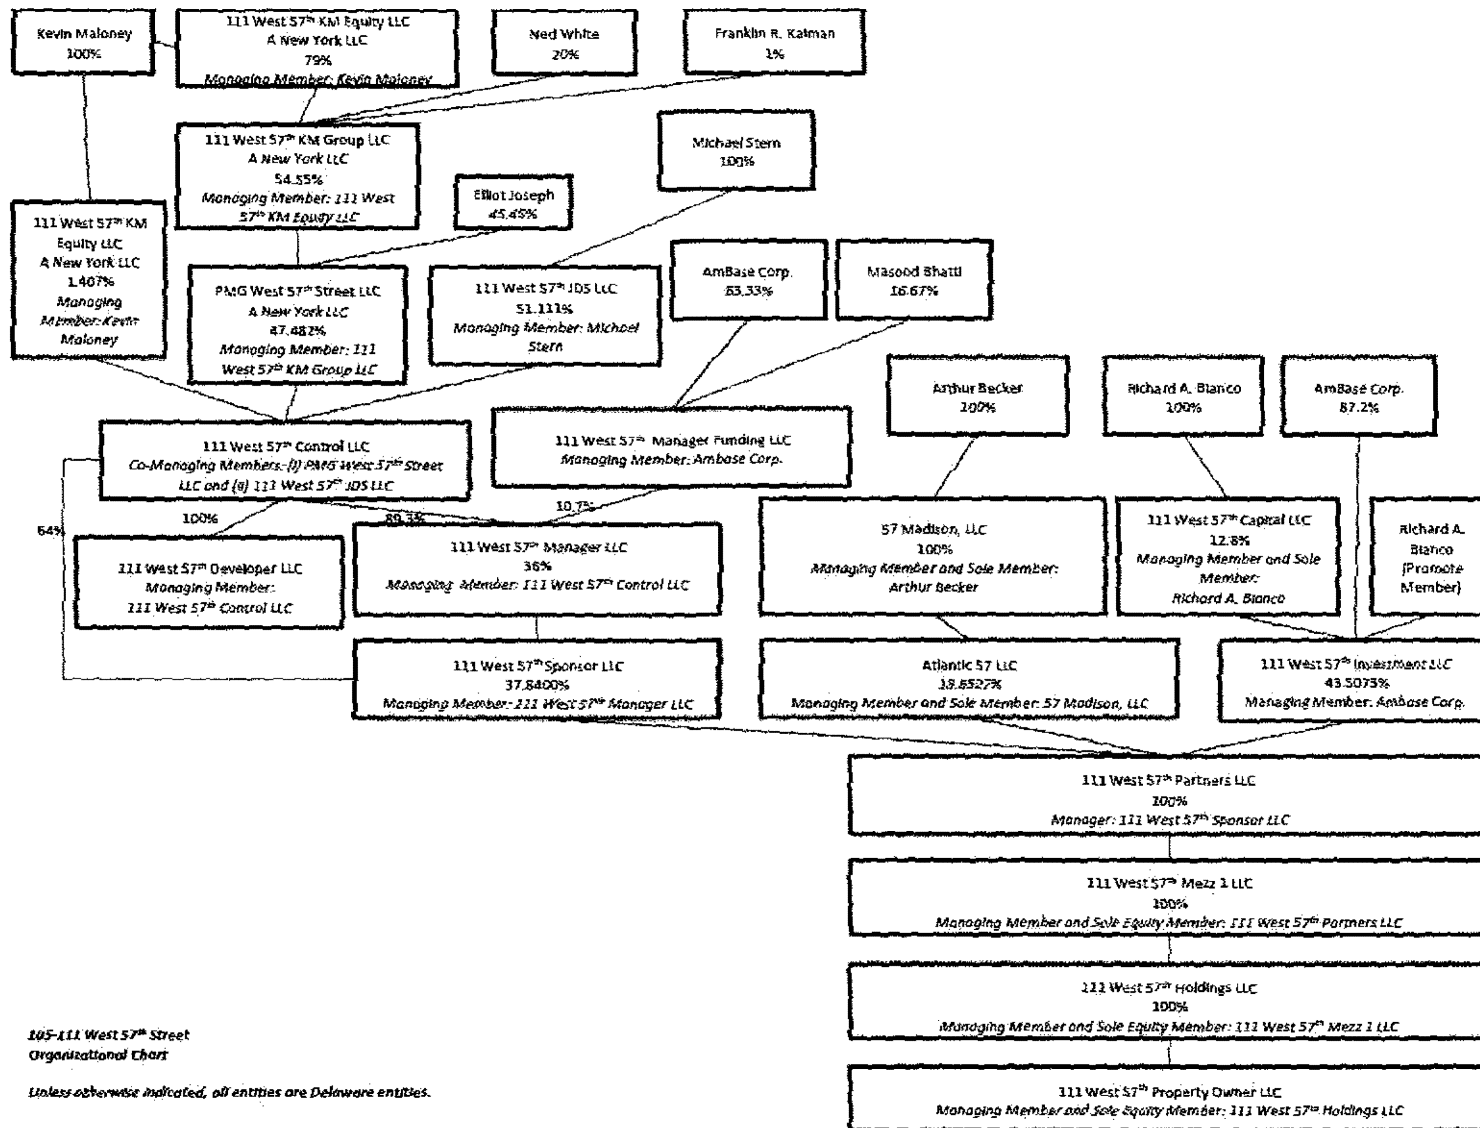 Kevin Maloney
100%
111 West 57th KM Equity LLC
A New York LLC
79%
Managing Member: Kevin Maloney
Ned White
20%
Franklin R. Kaiman
1%
111 West 57th KM Group LLC
A New York LLC
54.55%
Managing Member: 111 West
57th KM Equity LLC
Michael Stern
100%
Elliot Joseph
45.45%
111 West 57th KM
Equity LLC
A New York LLC
1.407%
Managing
Member: Kevin
Maloney
PMG West 57th Street LLC
A New York LLC
47.482%
Managing Member: 111
West 57th KM Group LLC
111 West 57th JDS LLC
51.111%
Managing Member: Michael
Stern
AmBase Corp.
83.33%
Masood Bhatti
16.67%
Arthur Becker
100%
Richard A. Bianco
100%
AmBase Corp.
87.2%
111 West 57th Control LLC
Co-Managing Members: (i) PMG West 57th Street
LLC and (ii) 111 West 57th JDS LLC
111 West 57th Manager Funding LLC
Managing Member: Ambase Corp.
64%
100%
89.3%
10.7%
111 West 57th Developer LLC
Managing Member:
111 West 57th Control LLC
111 West 57th Manager LLC
36%
Managing Member: 111 West 57th Control LLC
57 Madison, LLC
100%
Managing Member and Sole Member:
Arthur Becker
111 West 57th Capital LLC
12.8%
Managing Member and Sole
Member:
Richard A. Bianco
Richard A.
Bianco
(Promote
Member)
111 West 57th Sponsor LLC
37.8400%
Managing Member: 111 West 57th Manager LLC
Atlantic 57 LLC
18.6527%
Managing Member and Sole Member: 57 Madison, LLC
111 West 57th Investment LLC
43.5073%
Managing Member: Ambase Corp.
111 West 57th Partners LLC
100%
Manager: 111 West 57th Sponsor LLC
111 West 57th Mezz 1 LLC
100%
Managing Member and Sole Equity Member: 111 West 57th Partners LLC
111 West 57th Holdings LLC
100%
Managing Member and Sole Equity Member: 111 West 57th Mezz 1 LLC
111 West 57th Property Owner LLC
Managing Member and Sole Equity Member: 111 West 57th Holdings LLC
105-111 West 57th Street
Organizational Chart
Unless otherwise indicated, all entities are Delaware entities.